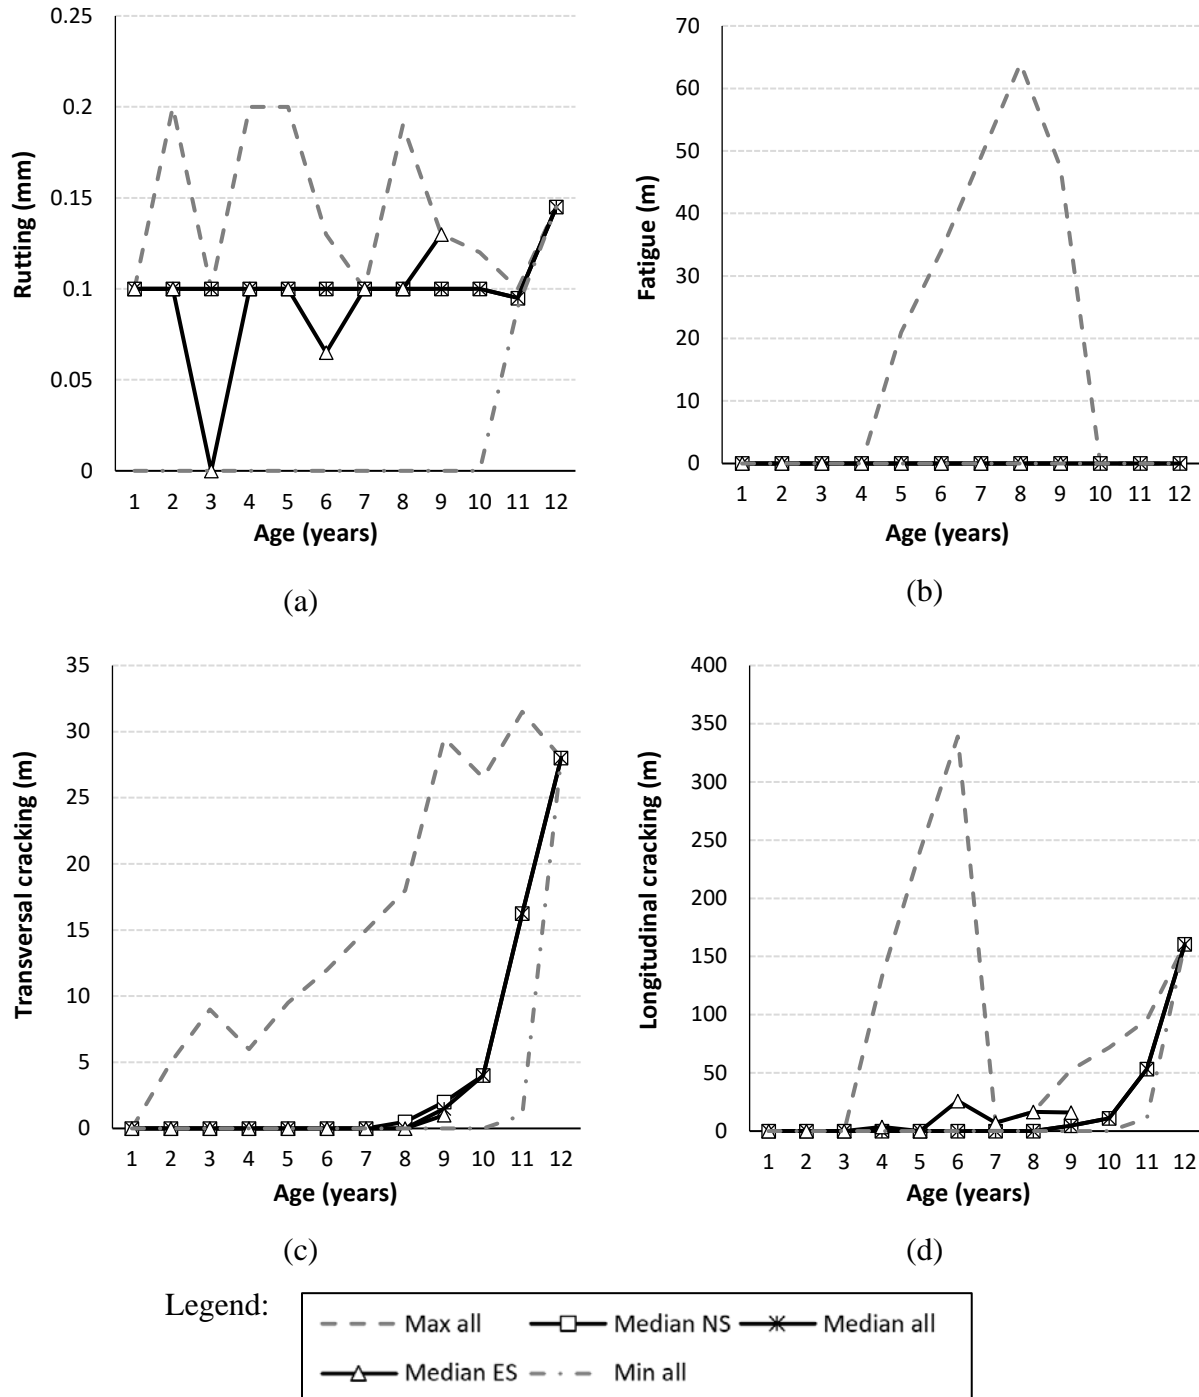 0.25
0.2
0.15
0.1
0.05
0
Rutting (mm)
1 2 3 4 5 6 7 8 9 10 11 12
Age (years)
(a)
70
60
50
40
30
20
10
0
Fatigue (m)
1 2 3 4 5 6 7 8 9 10 11 12
Age (years)
(b)
35
30
25
20
15
10
5
0
Transversal cracking (m)
1 2 3 4 5 6 7 8 9 10 11 12
Age (years)
(c)
400
350
300
250
200
150
100
50
0
Longitudinal cracking (m)
1 2 3 4 5 6 7 8 9 10 11 12
Age (years)
(d)
Legend:
Max all Median NS Median all
Median ES Min all